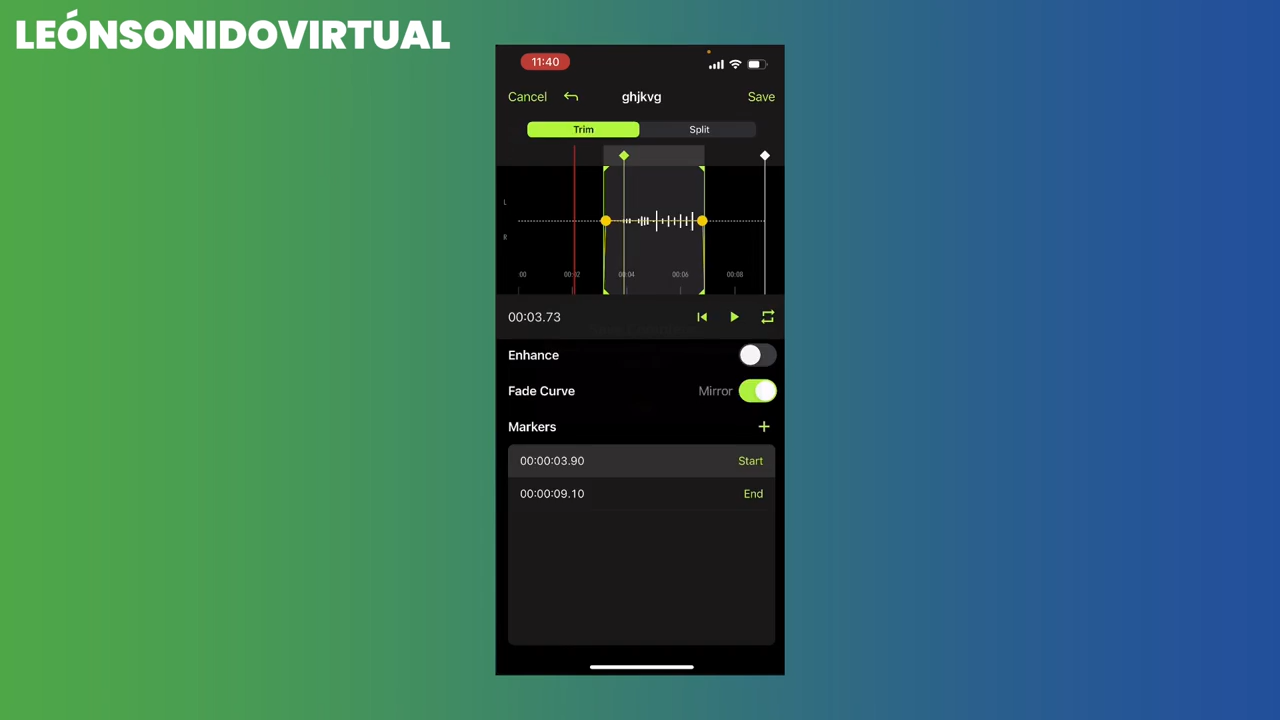 LEÓNSONIDOVIRTUAL
11:40
Cancel ghjkvg Save
Trim Split
L
R
:00 00:02 00:04 00:06 00:08
00:03.73
Enhance
Fade Curve Mirror
Markers +
00:00:03.90 Start
00:00:09.10 End